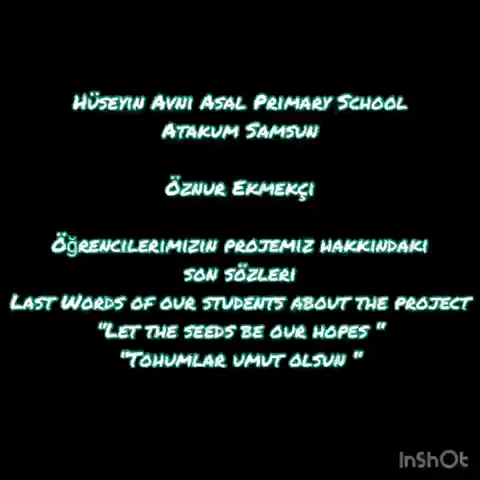 Hüseyin Avni Asal Primary School
Atakum Samsun
Öznur Ekmekçi
Öğrencilerimizin projemiz hakkındaki
son sözleri
Last Words of our students about the project
"Let the seeds be our hopes "
"Tohumlar umut olsun "
InShOt